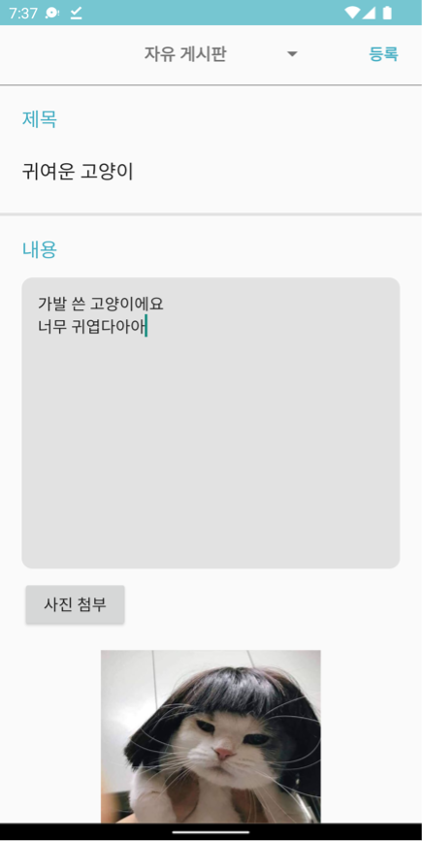 7:37
자유 게시판
등록
제목
귀여운 고양이
내용
가발 쓴 고양이에요
너무 귀엽다아아
사진 첨부